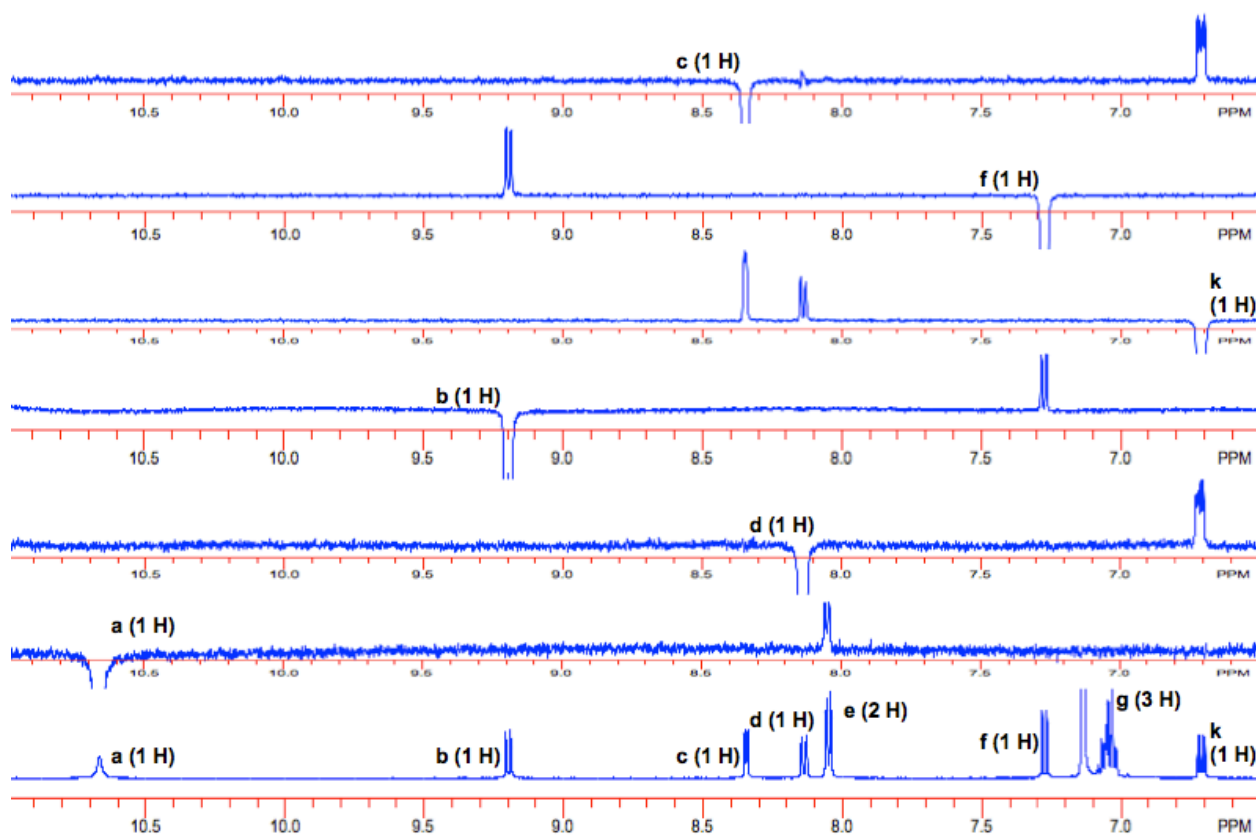 c (1 H)
10.5 10.0 9.5 9.0 8.5 8.0 7.5 7.0 PPM
f (1 H)
10.5 10.0 9.5 9.0 8.5 8.0 7.5 7.0 PPM
k
(1 H)
10.5 10.0 9.5 9.0 8.5 8.0 7.5 7.0 PPM
b (1 H)
10.5 10.0 9.5 9.0 8.5 8.0 7.5 7.0 PPM
d (1 H)
10.5 10.0 9.5 9.0 8.5 8.0 7.5 7.0 PPM
a (1 H)
10.5 10.0 9.5 9.0 8.5 8.0 7.5 7.0 PPM
a (1 H) b (1 H) c (1 H) d (1 H) e (2 H) f (1 H) g (3 H) k
(1 H)
10.5 10.0 9.5 9.0 8.5 8.0 7.5 7.0 PPM